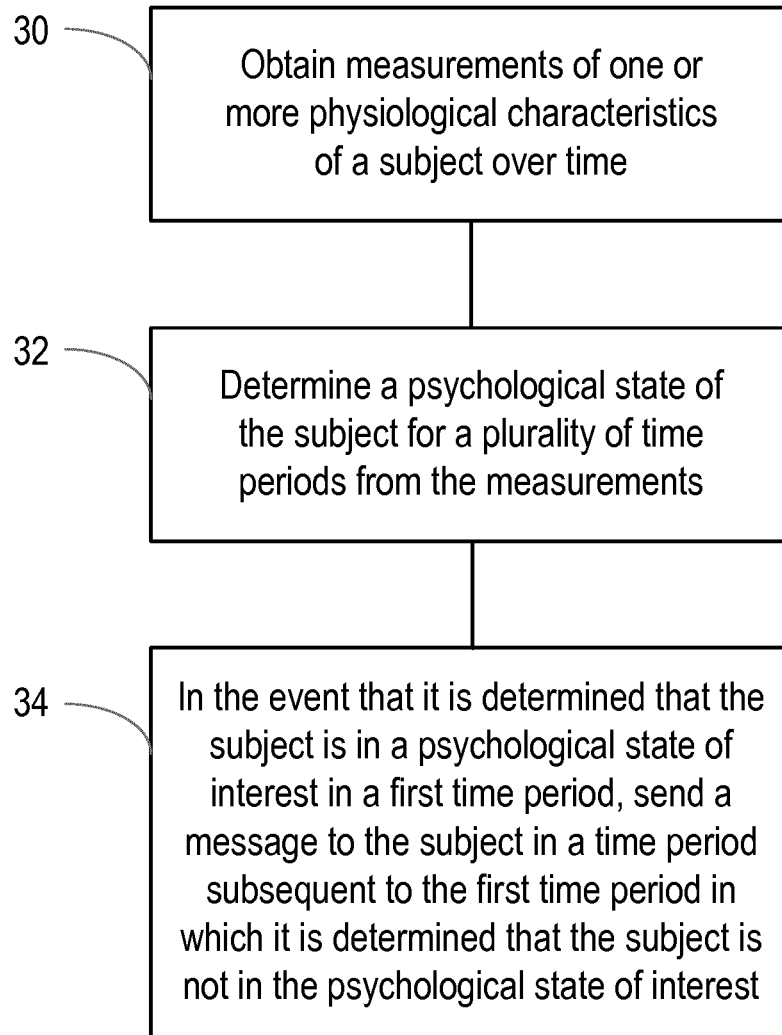 30
Obtain measurements of one or
more physiological characteristics
of a subject over time
32
Determine a psychological state of
the subject for a plurality of time
periods from the measurements
34
In the event that it is determined that the
subject is in a psychological state of
interest in a first time period, send a
message to the subject in a time period
subsequent to the first time period in
which it is determined that the subject is
not in the psychological state of interest